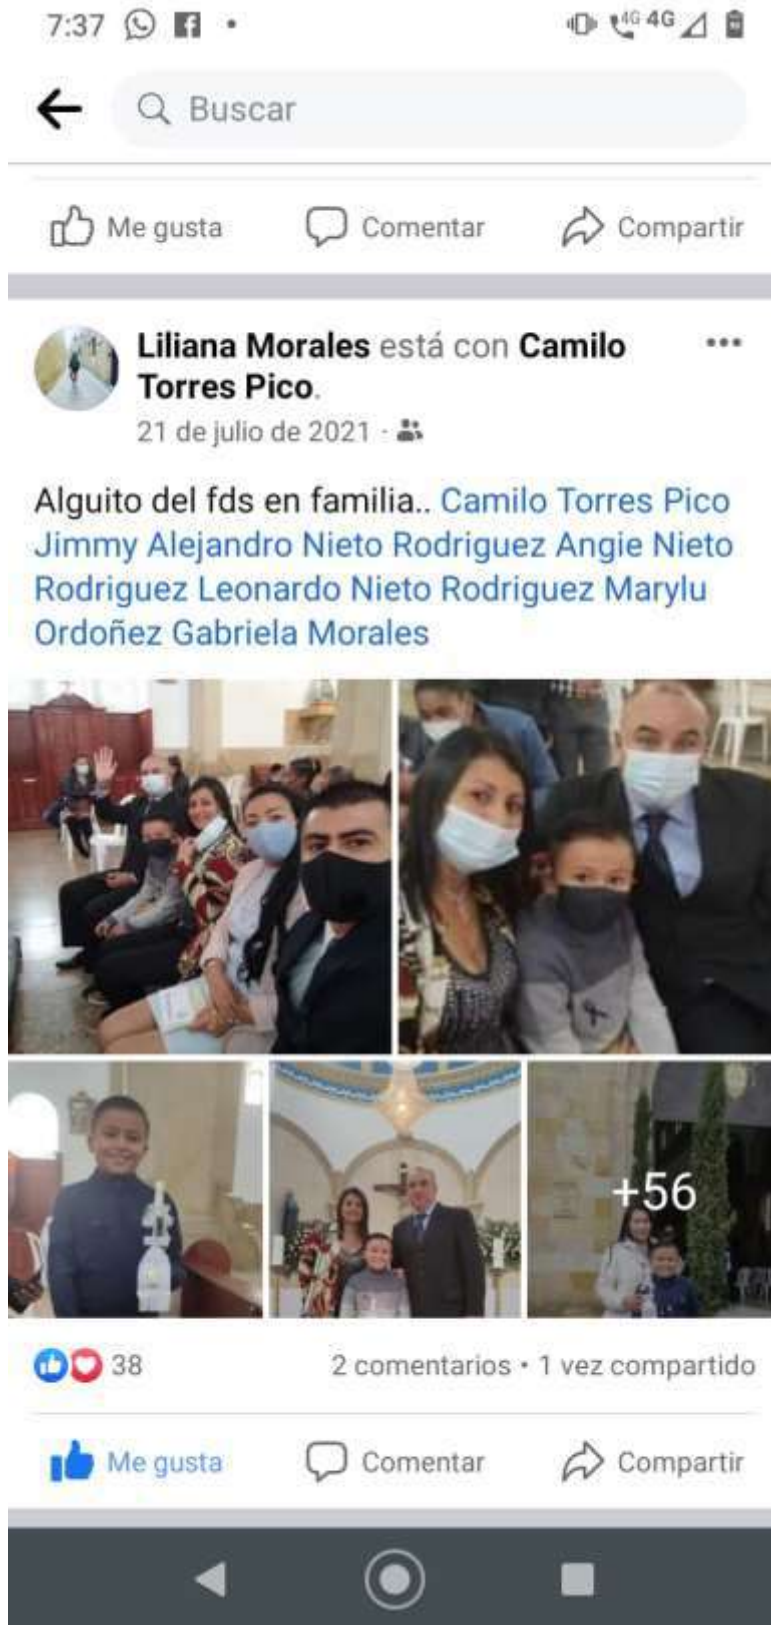 7:37
4G 4G
Buscar
Me gusta Comentar Compartir
Liliana Morales está con Camilo
Torres Pico.
21 de julio de 2021 ·
Alguito del fds en familia.. Camilo Torres Pico
Jimmy Alejandro Nieto Rodriguez Angie Nieto
Rodriguez Leonardo Nieto Rodriguez Marylu
Ordoñez Gabriela Morales
+56
38 2 comentarios • 1 vez compartido
Me gusta Comentar Compartir